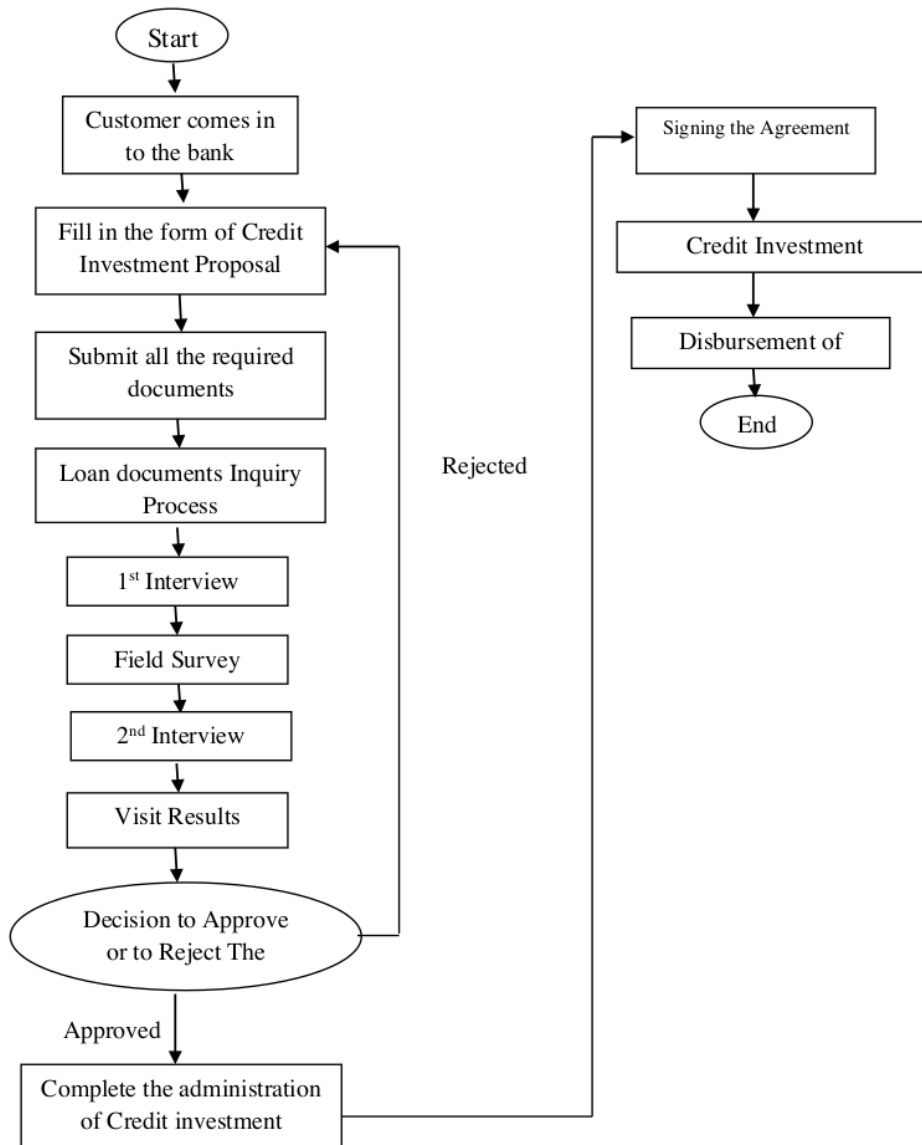 Start
Customer comes in
to the bank
Fill in the form of Credit
Investment Proposal
Submit all the required
documents
Loan documents Inquiry
Process
1st Interview
Field Survey
2nd Interview
Visit Results
Decision to Approve
or to Reject The
Rejected
Approved
Complete the administration
of Credit investment
Signing the Agreement
Credit Investment
Disbursement of
End